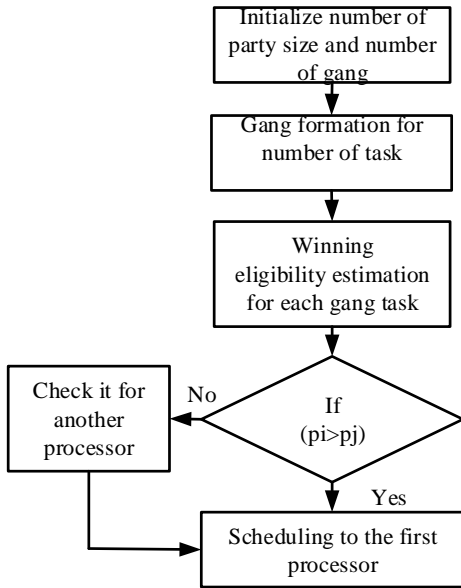 Initialize number of
party size and number
of gang
Gang formation for
number of task
Winning
eligibility estimation
for each gang task
No
Check it for
another
processor
If
(pi>pj)
Yes
Scheduling to the first
processor